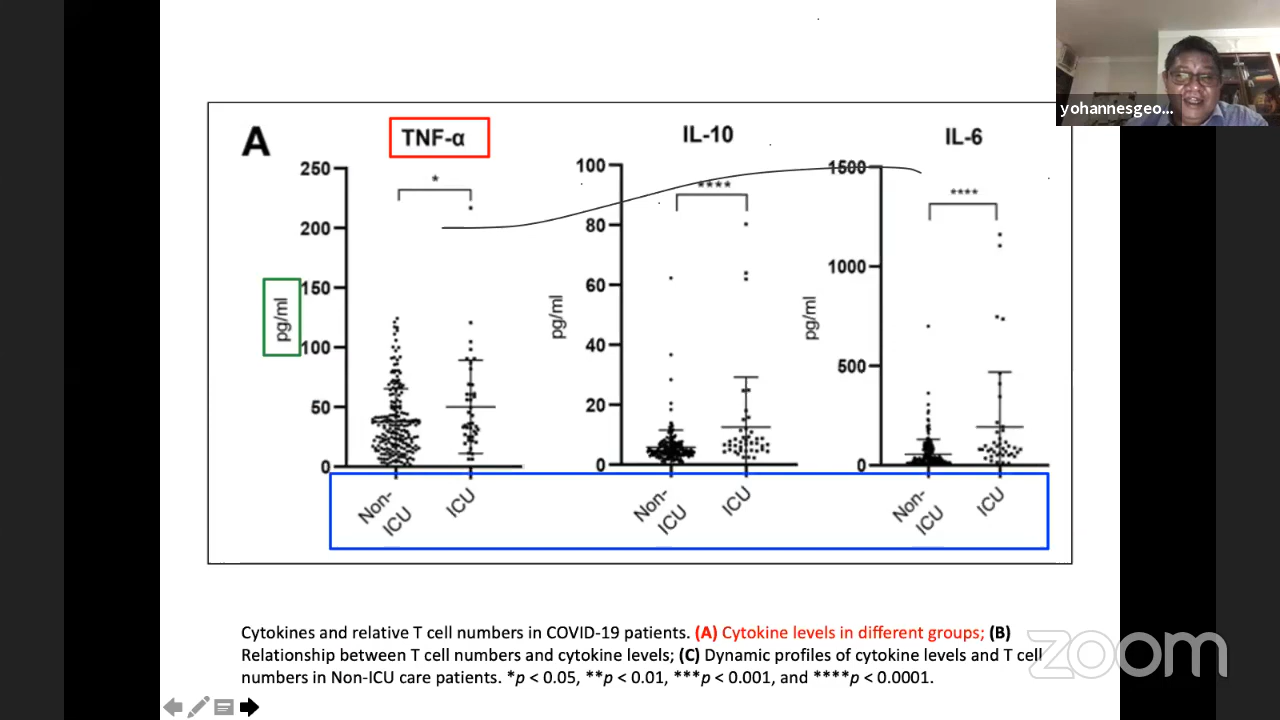 yohannesgeo...
A
TNF-α
IL-10
IL-6
250
200
150
100
50
0
pg/ml
*
Non-
ICU
ICU
100
80
60
40
20
0
pg/ml
****
Non-
ICU
ICU
1500
1000
500
0
pg/ml
****
Non-
ICU
ICU
Cytokines and relative T cell numbers in COVID-19 patients. (A) Cytokine levels in different groups; (B)
Relationship between T cell numbers and cytokine levels; (C) Dynamic profiles of cytokine levels and T cell
numbers in Non-ICU care patients. *p < 0.05, **p < 0.01, ***p < 0.001, and ****p < 0.0001.
zoom